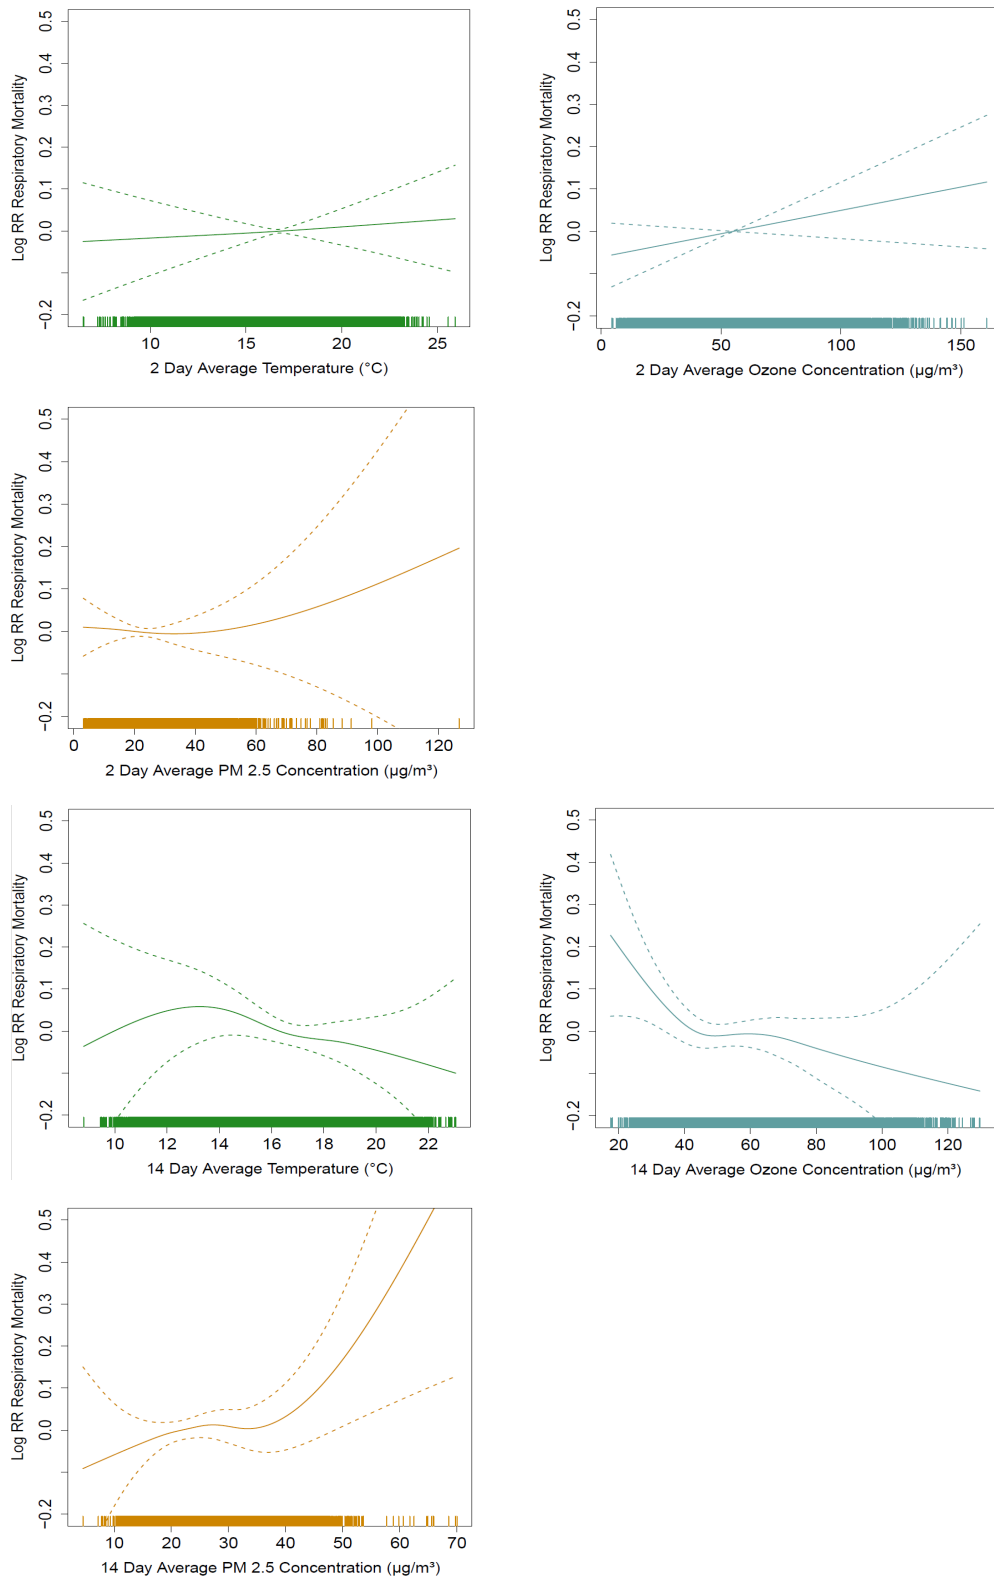 Log RR Respiratory Mortality
0.5
0.4
0.3
0.2
0.1
0.0
−0.2
10 15 20 25
2 Day Average Temperature (°C)
Log RR Respiratory Mortality
0.5
0.4
0.3
0.2
0.1
0.0
−0.2
0 50 100 150
2 Day Average Ozone Concentration (µg/m³)
Log RR Respiratory Mortality
0.5
0.4
0.3
0.2
0.1
0.0
−0.2
0 20 40 60 80 100 120
2 Day Average PM 2.5 Concentration (µg/m³)
Log RR Respiratory Mortality
0.5
0.4
0.3
0.2
0.1
0.0
−0.2
10 12 14 16 18 20 22
14 Day Average Temperature (°C)
Log RR Respiratory Mortality
0.5
0.4
0.3
0.2
0.1
0.0
−0.2
20 40 60 80 100 120
14 Day Average Ozone Concentration (µg/m³)
Log RR Respiratory Mortality
0.5
0.4
0.3
0.2
0.1
0.0
−0.2
10 20 30 40 50 60 70
14 Day Average PM 2.5 Concentration (µg/m³)